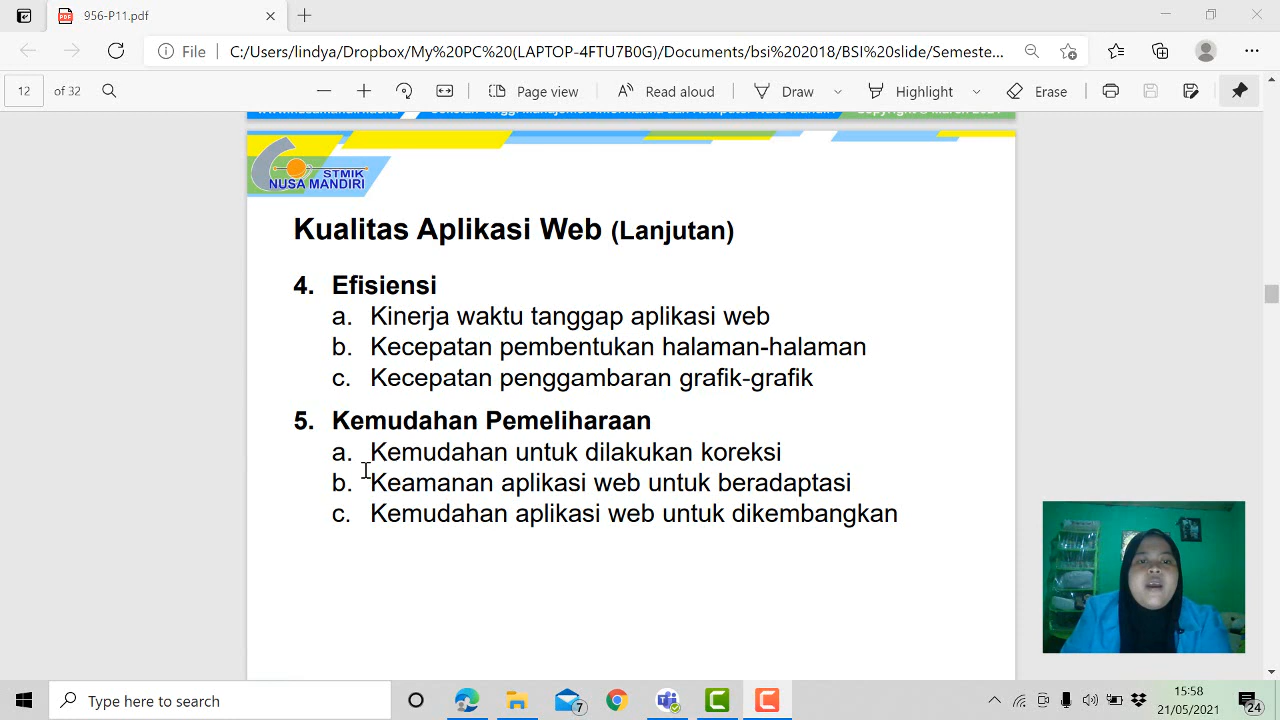 956-P11.pdf
File
C:/Users/lindya/Dropbox/My%20PC%20(LAPTOP-4FTU7B0G)/Documents/bsi%202018/BSI%20slide/Semeste...
12 of 32
Page view
Read aloud
Draw
Highlight
Erase
STMIK
NUSA MANDIRI
Kualitas Aplikasi Web (Lanjutan)
4. Efisiensi
a. Kinerja waktu tanggap aplikasi web
b. Kecepatan pembentukan halaman-halaman
c. Kecepatan penggambaran grafik-grafik
5. Kemudahan Pemeliharaan
a. Kemudahan untuk dilakukan koreksi
b. Keamanan aplikasi web untuk beradaptasi
c. Kemudahan aplikasi web untuk dikembangkan
Type here to search
7
15:58
21/05/2021
24